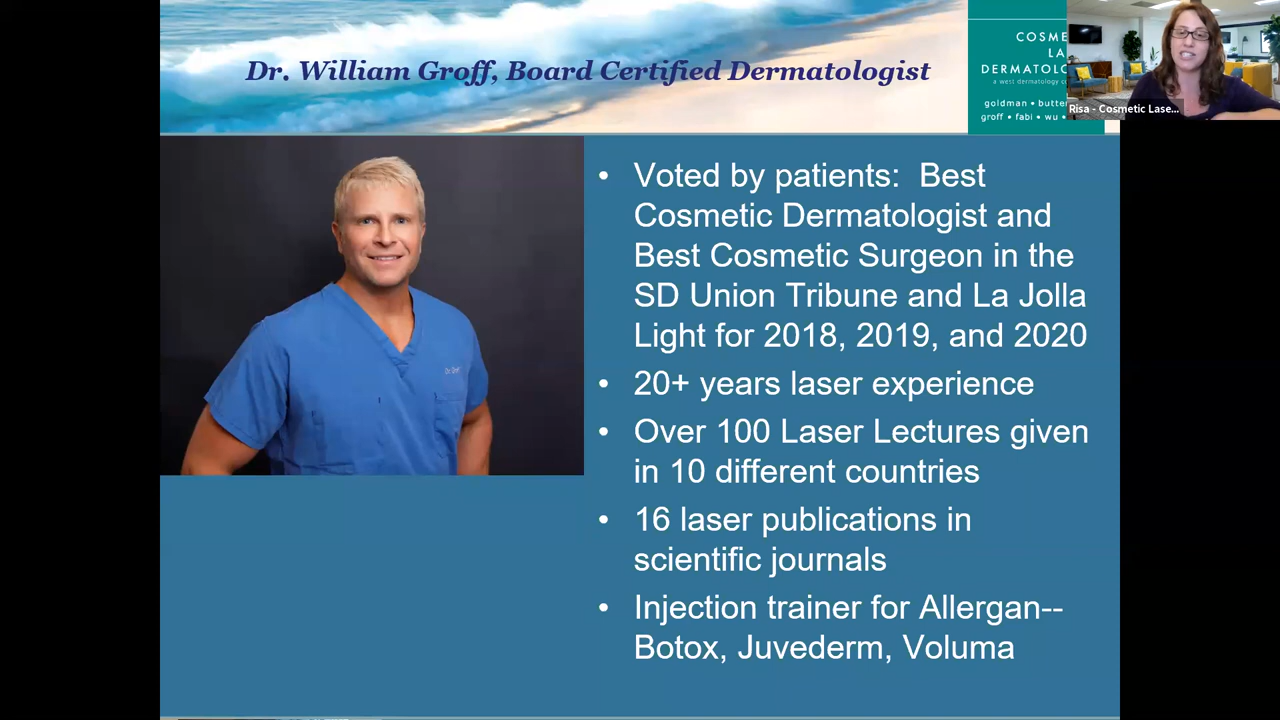 Dr. William Groff, Board Certified Dermatologist
COSME
LA
DERMATOLO
a west dermatology co
goldman • butte
groff • fabi • wu •
Risa - Cosmetic Lase...
• Voted by patients: Best
Cosmetic Dermatologist and
Best Cosmetic Surgeon in the
SD Union Tribune and La Jolla
Light for 2018, 2019, and 2020
• 20+ years laser experience
• Over 100 Laser Lectures given
in 10 different countries
• 16 laser publications in
scientific journals
• Injection trainer for Allergan--
Botox, Juvederm, Voluma